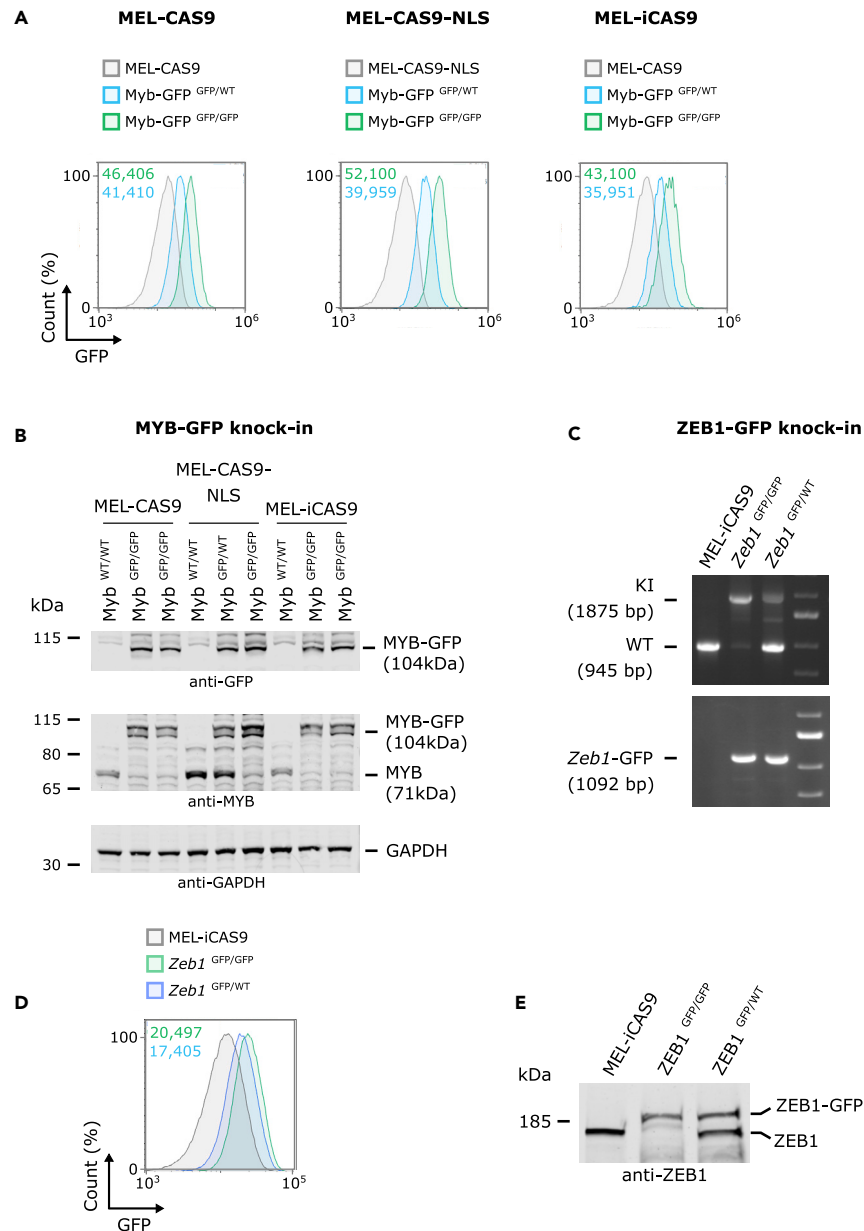 A
MEL-CAS9
MEL-CAS9-NLS
MEL-iCAS9
MEL-CAS9
Myb-GFP GFP/WT
Myb-GFP GFP/GFP
MEL-CAS9-NLS
Myb-GFP GFP/WT
Myb-GFP GFP/GFP
MEL-CAS9
Myb-GFP GFP/WT
Myb-GFP GFP/GFP
Count (%)
100
0
46,406
41,410
10³ 10⁶
GFP
100
0
52,100
39,959
10³ 10⁶
100
0
43,100
35,951
10³ 10⁶
B
MYB-GFP knock-in
MEL-CAS9
MEL-CAS9-
NLS
MEL-iCAS9
Myb WT/WT
Myb GFP/GFP
Myb GFP/GFP
Myb WT/WT
Myb GFP/WT
Myb GFP/GFP
Myb WT/WT
Myb GFP/GFP
Myb GFP/GFP
kDa
115
MYB-GFP
(104kDa)
anti-GFP
115
80
65
MYB-GFP
(104kDa)
MYB
(71kDa)
anti-MYB
30
GAPDH
anti-GAPDH
C
ZEB1-GFP knock-in
MEL-iCAS9
Zeb1 GFP/GFP
Zeb1 GFP/WT
KI
(1875 bp)
WT
(945 bp)
Zeb1-GFP
(1092 bp)
D
MEL-iCAS9
Zeb1 GFP/GFP
Zeb1 GFP/WT
Count (%)
100
0
20,497
17,405
10³ 10⁵
GFP
E
MEL-iCAS9
ZEB1 GFP/GFP
ZEB1 GFP/WT
kDa
185
ZEB1-GFP
ZEB1
anti-ZEB1